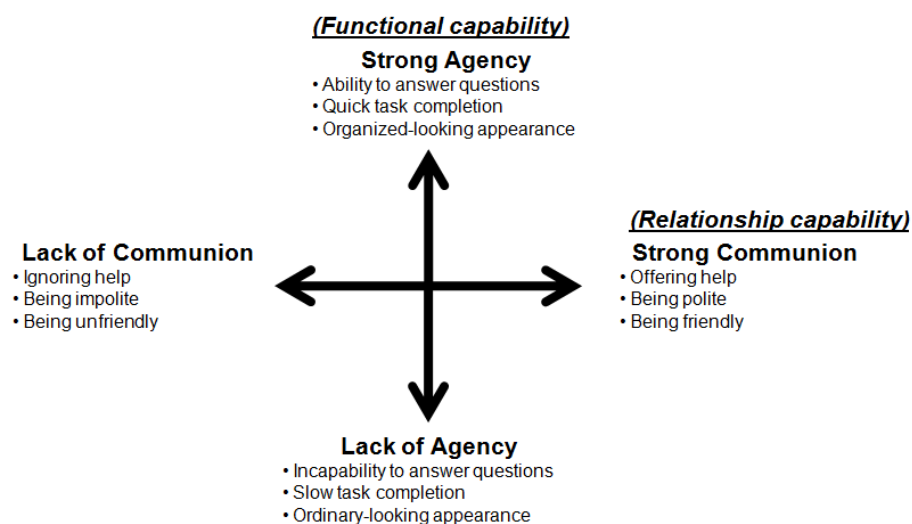 (Functional capability)
Strong Agency
• Ability to answer questions
• Quick task completion
• Organized-looking appearance
(Relationship capability)
Lack of Communion
• Ignoring help
• Being impolite
• Being unfriendly
Strong Communion
• Offering help
• Being polite
• Being friendly
Lack of Agency
• Incapability to answer questions
• Slow task completion
• Ordinary-looking appearance